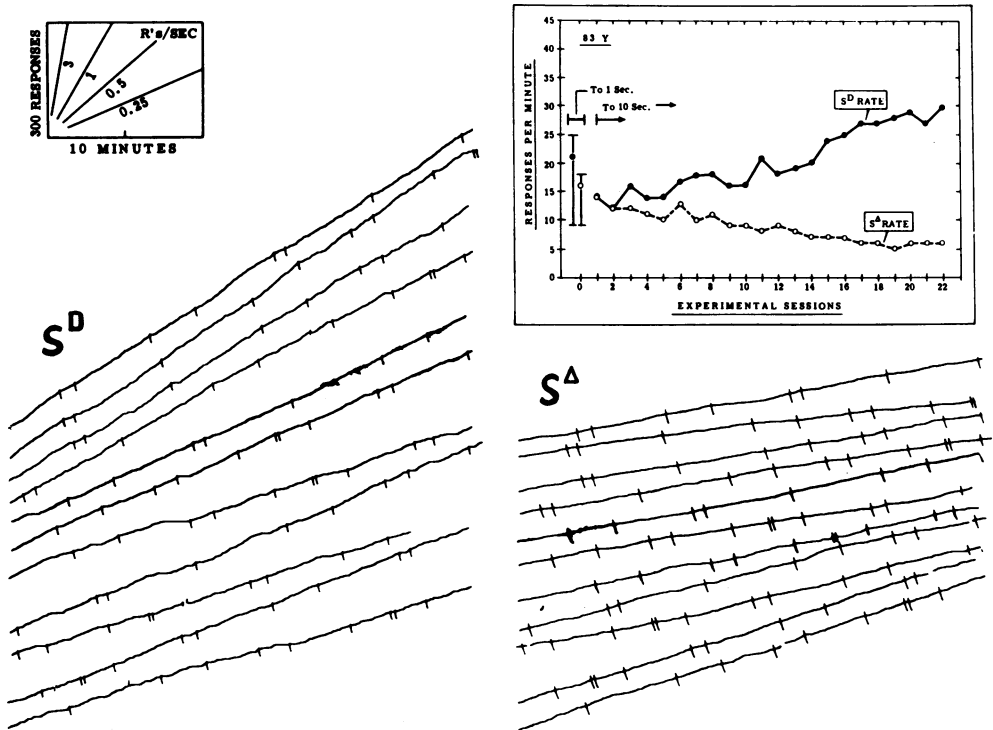 R's/SEC
3
1
0.5
0.25
300 RESPONSES
10 MINUTES
83 Y
To 1 Sec.
To 10 Sec.
S^D RATE
S^Δ RATE
RESPONSES PER MINUTE
45
40
35
30
25
20
15
10
5
0
0 2 4 6 8 10 12 14 16 18 20 22
EXPERIMENTAL SESSIONS
S^D
S^Δ